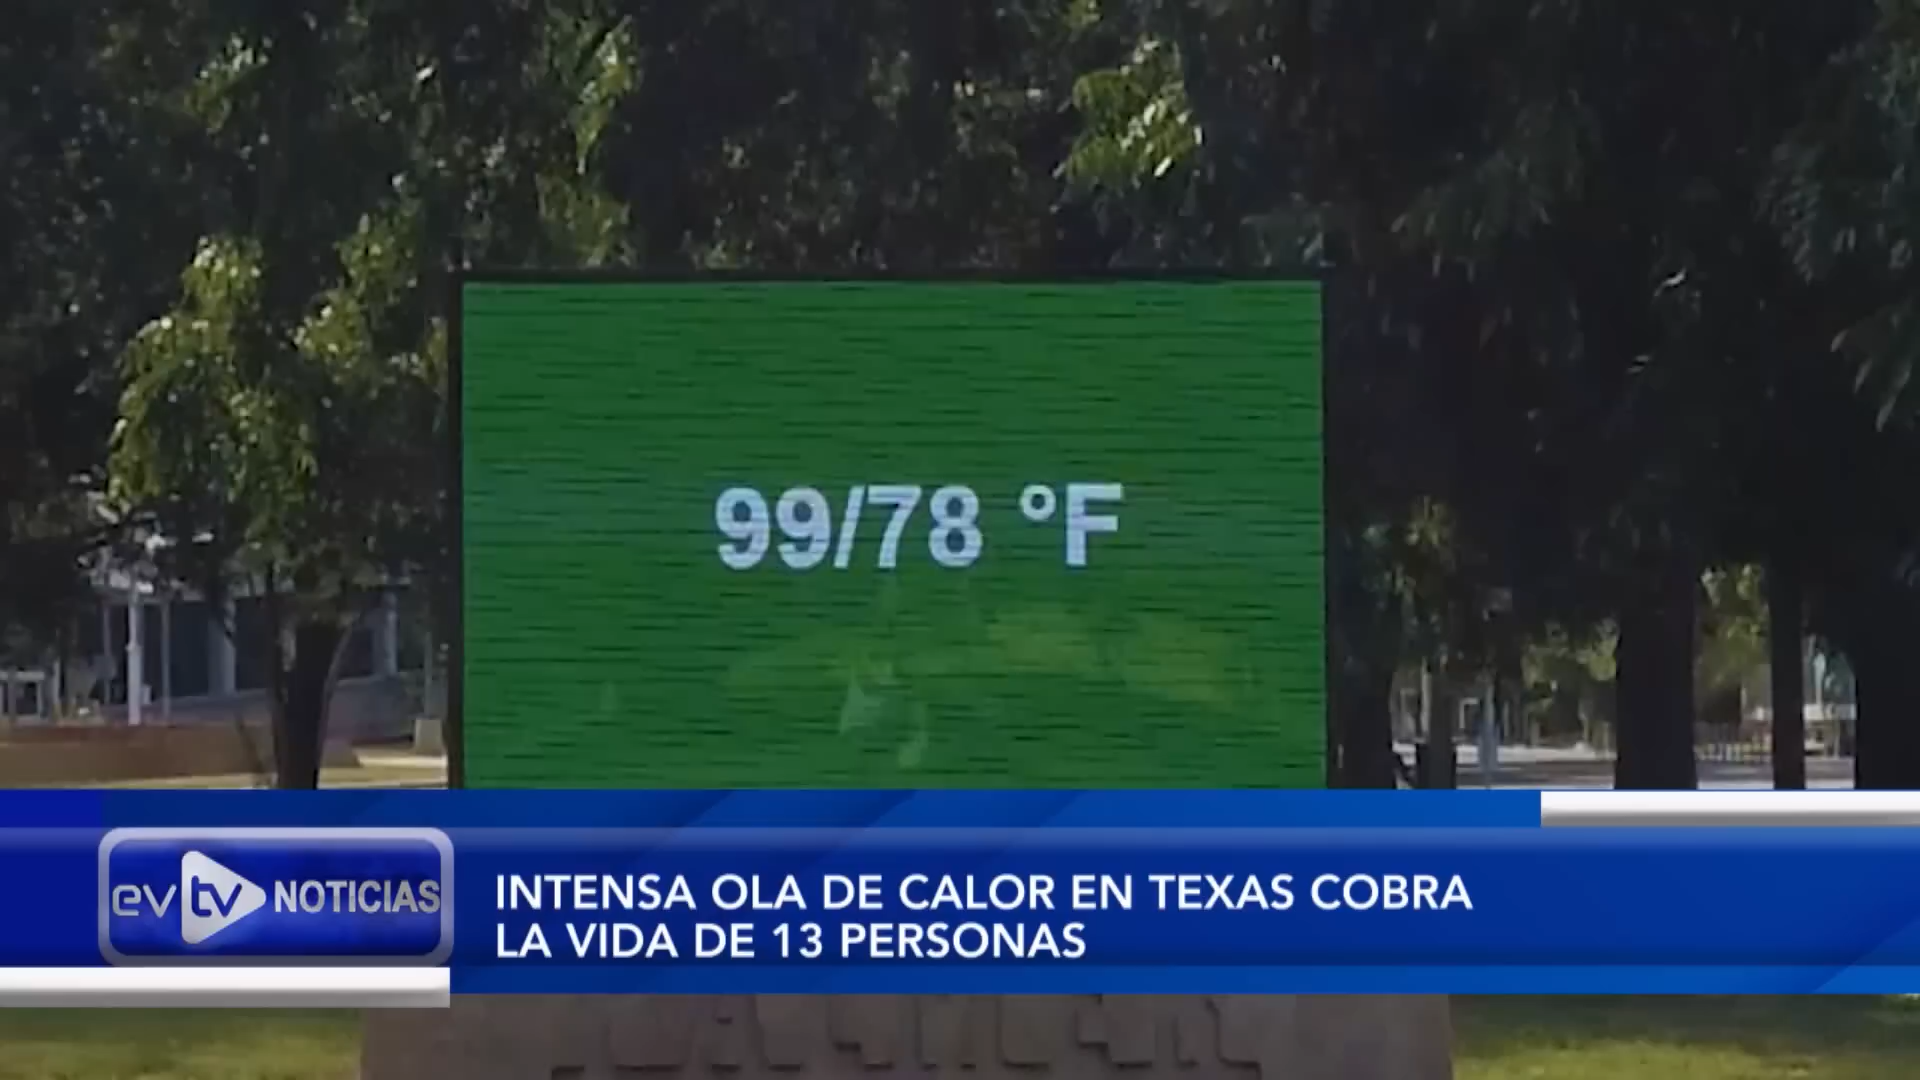 99/78 °F
evtv NOTICIAS
INTENSA OLA DE CALOR EN TEXAS COBRA
LA VIDA DE 13 PERSONAS